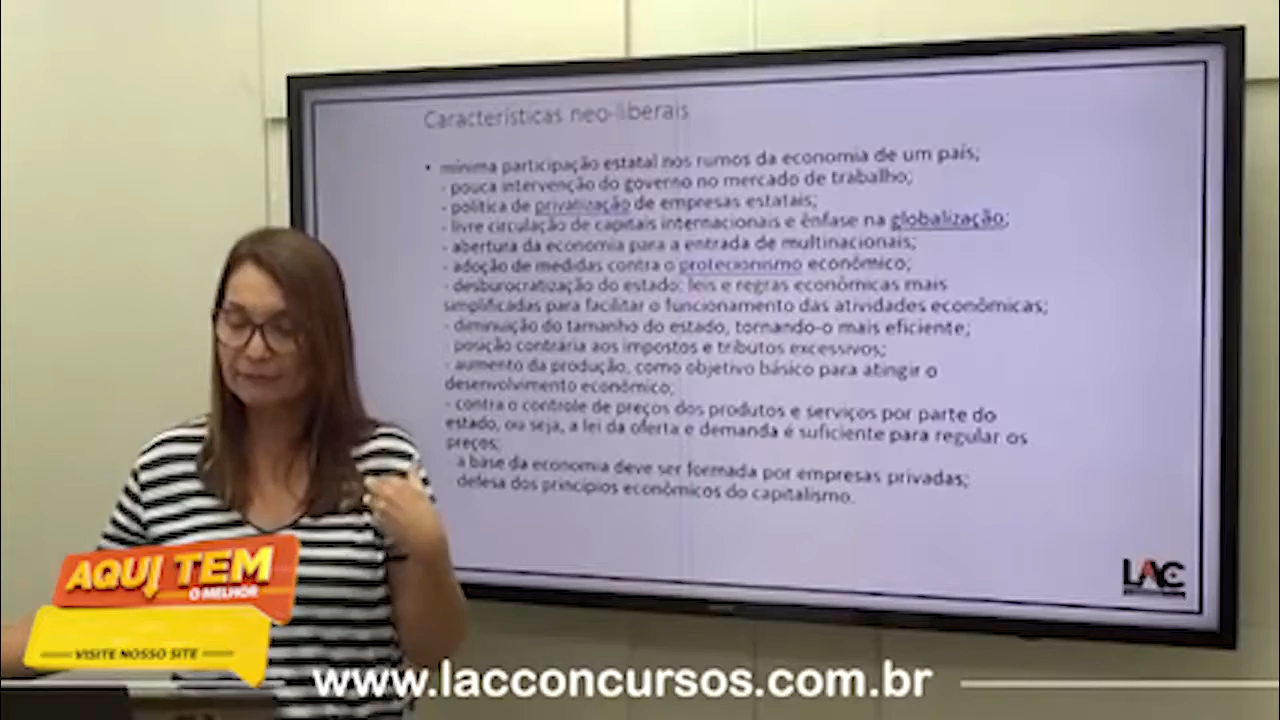 Características neo-liberais
• mínima participação estatal nos rumos da economia de um país;
- pouca intervenção do governo no mercado de trabalho;
- política de privatização de empresas estatais;
- livre circulação de capitais internacionais e ênfase na globalização;
- abertura da economia para a entrada de multinacionais;
- adoção de medidas contra o protecionismo econômico;
- desburocratização do estado: leis e regras econômicas mais
simplificadas para facilitar o funcionamento das atividades econômicas;
- diminuição do tamanho do estado, tornando-o mais eficiente;
- posição contrária aos impostos e tributos excessivos;
- aumento da produção, como objetivo básico para atingir o
desenvolvimento econômico;
- contra o controle de preços dos produtos e serviços por parte do
estado, ou seja, a lei da oferta e demanda é suficiente para regular os
preços;
a base da economia deve ser formada por empresas privadas;
defesa dos princípios econômicos do capitalismo.
LAC
AQUI TEM
O MELHOR
VISITE NOSSO SITE
www.lacconcursos.com.br